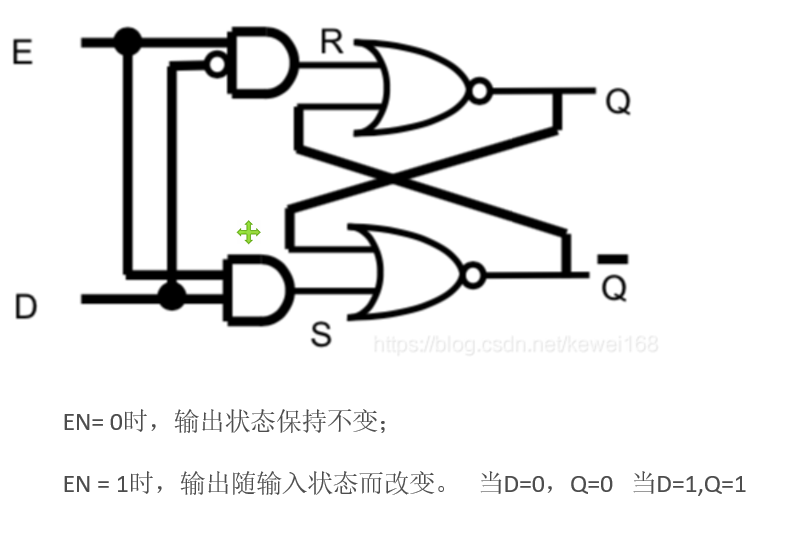 E
R
Q
D
S
Q
https://blog.csdn.net/kewei168
EN= 0时，输出状态保持不变；
EN = 1时，输出随输入状态而改变。 当D=0，Q=0 当D=1,Q=1